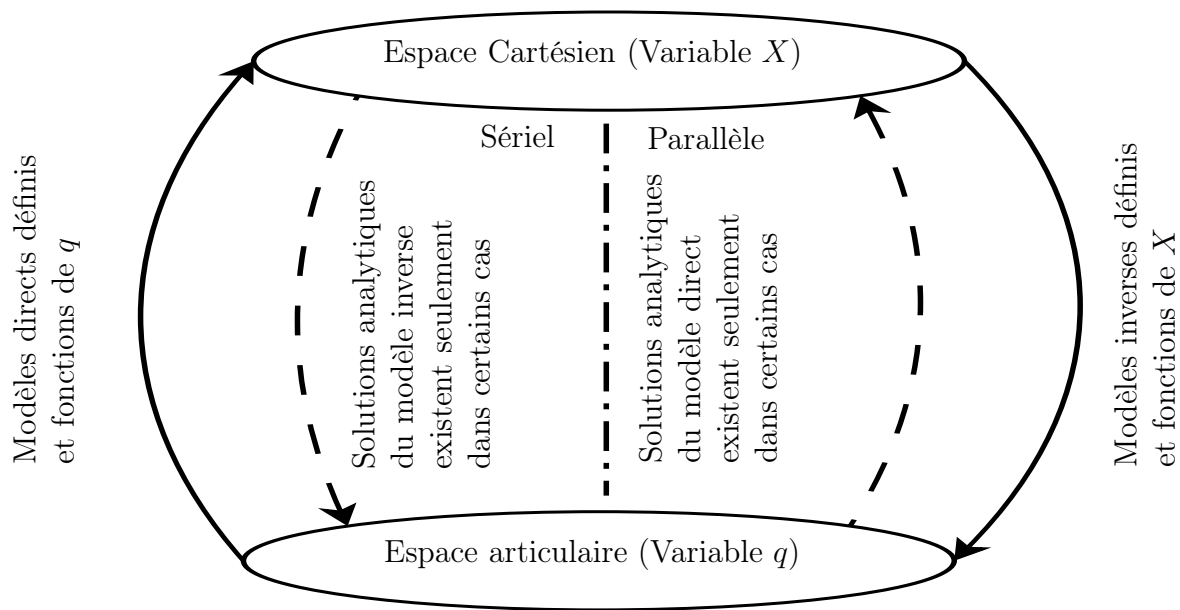 Espace Cartésien (Variable X)
Sériel
Parallèle
Modèles directs définis
et fonctions de q
Solutions analytiques
du modèle inverse
existent seulement
dans certains cas
Solutions analytiques
du modèle direct
existent seulement
dans certains cas
Modèles inverses définis
et fonctions de X
Espace articulaire (Variable q)